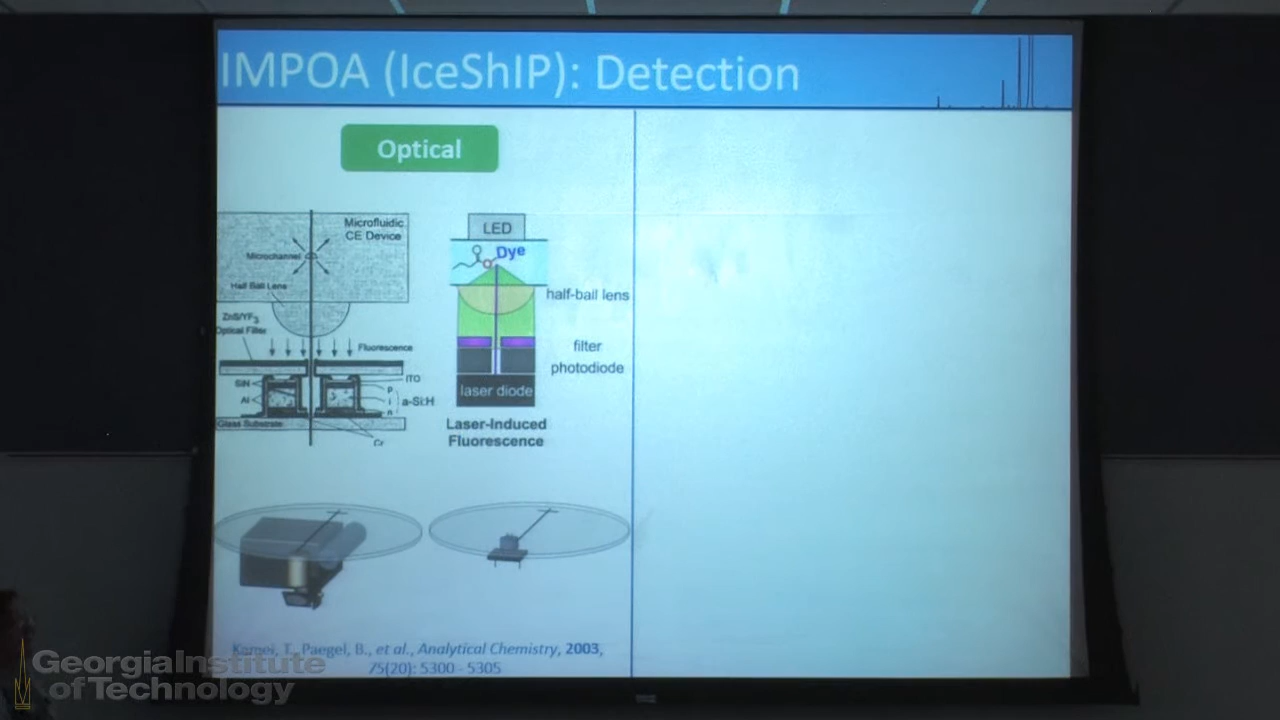 IMPOA (IceShIP): Detection
Optical
Microfluidic
CE Device
Microchannel
Half Ball Lens
ZnS/YF3
Optical Filter
Fluorescence
SiN
ITO
Al
p
i
n
a-Si:H
Glass Substrate
Cr
LED
Dye
half-ball lens
filter
photodiode
laser diode
Laser-Induced
Fluorescence
Kamei, T., Paegel, B., et al., Analytical Chemistry, 2003,
75(20): 5300 - 5305
Georgia Institute
of Technology